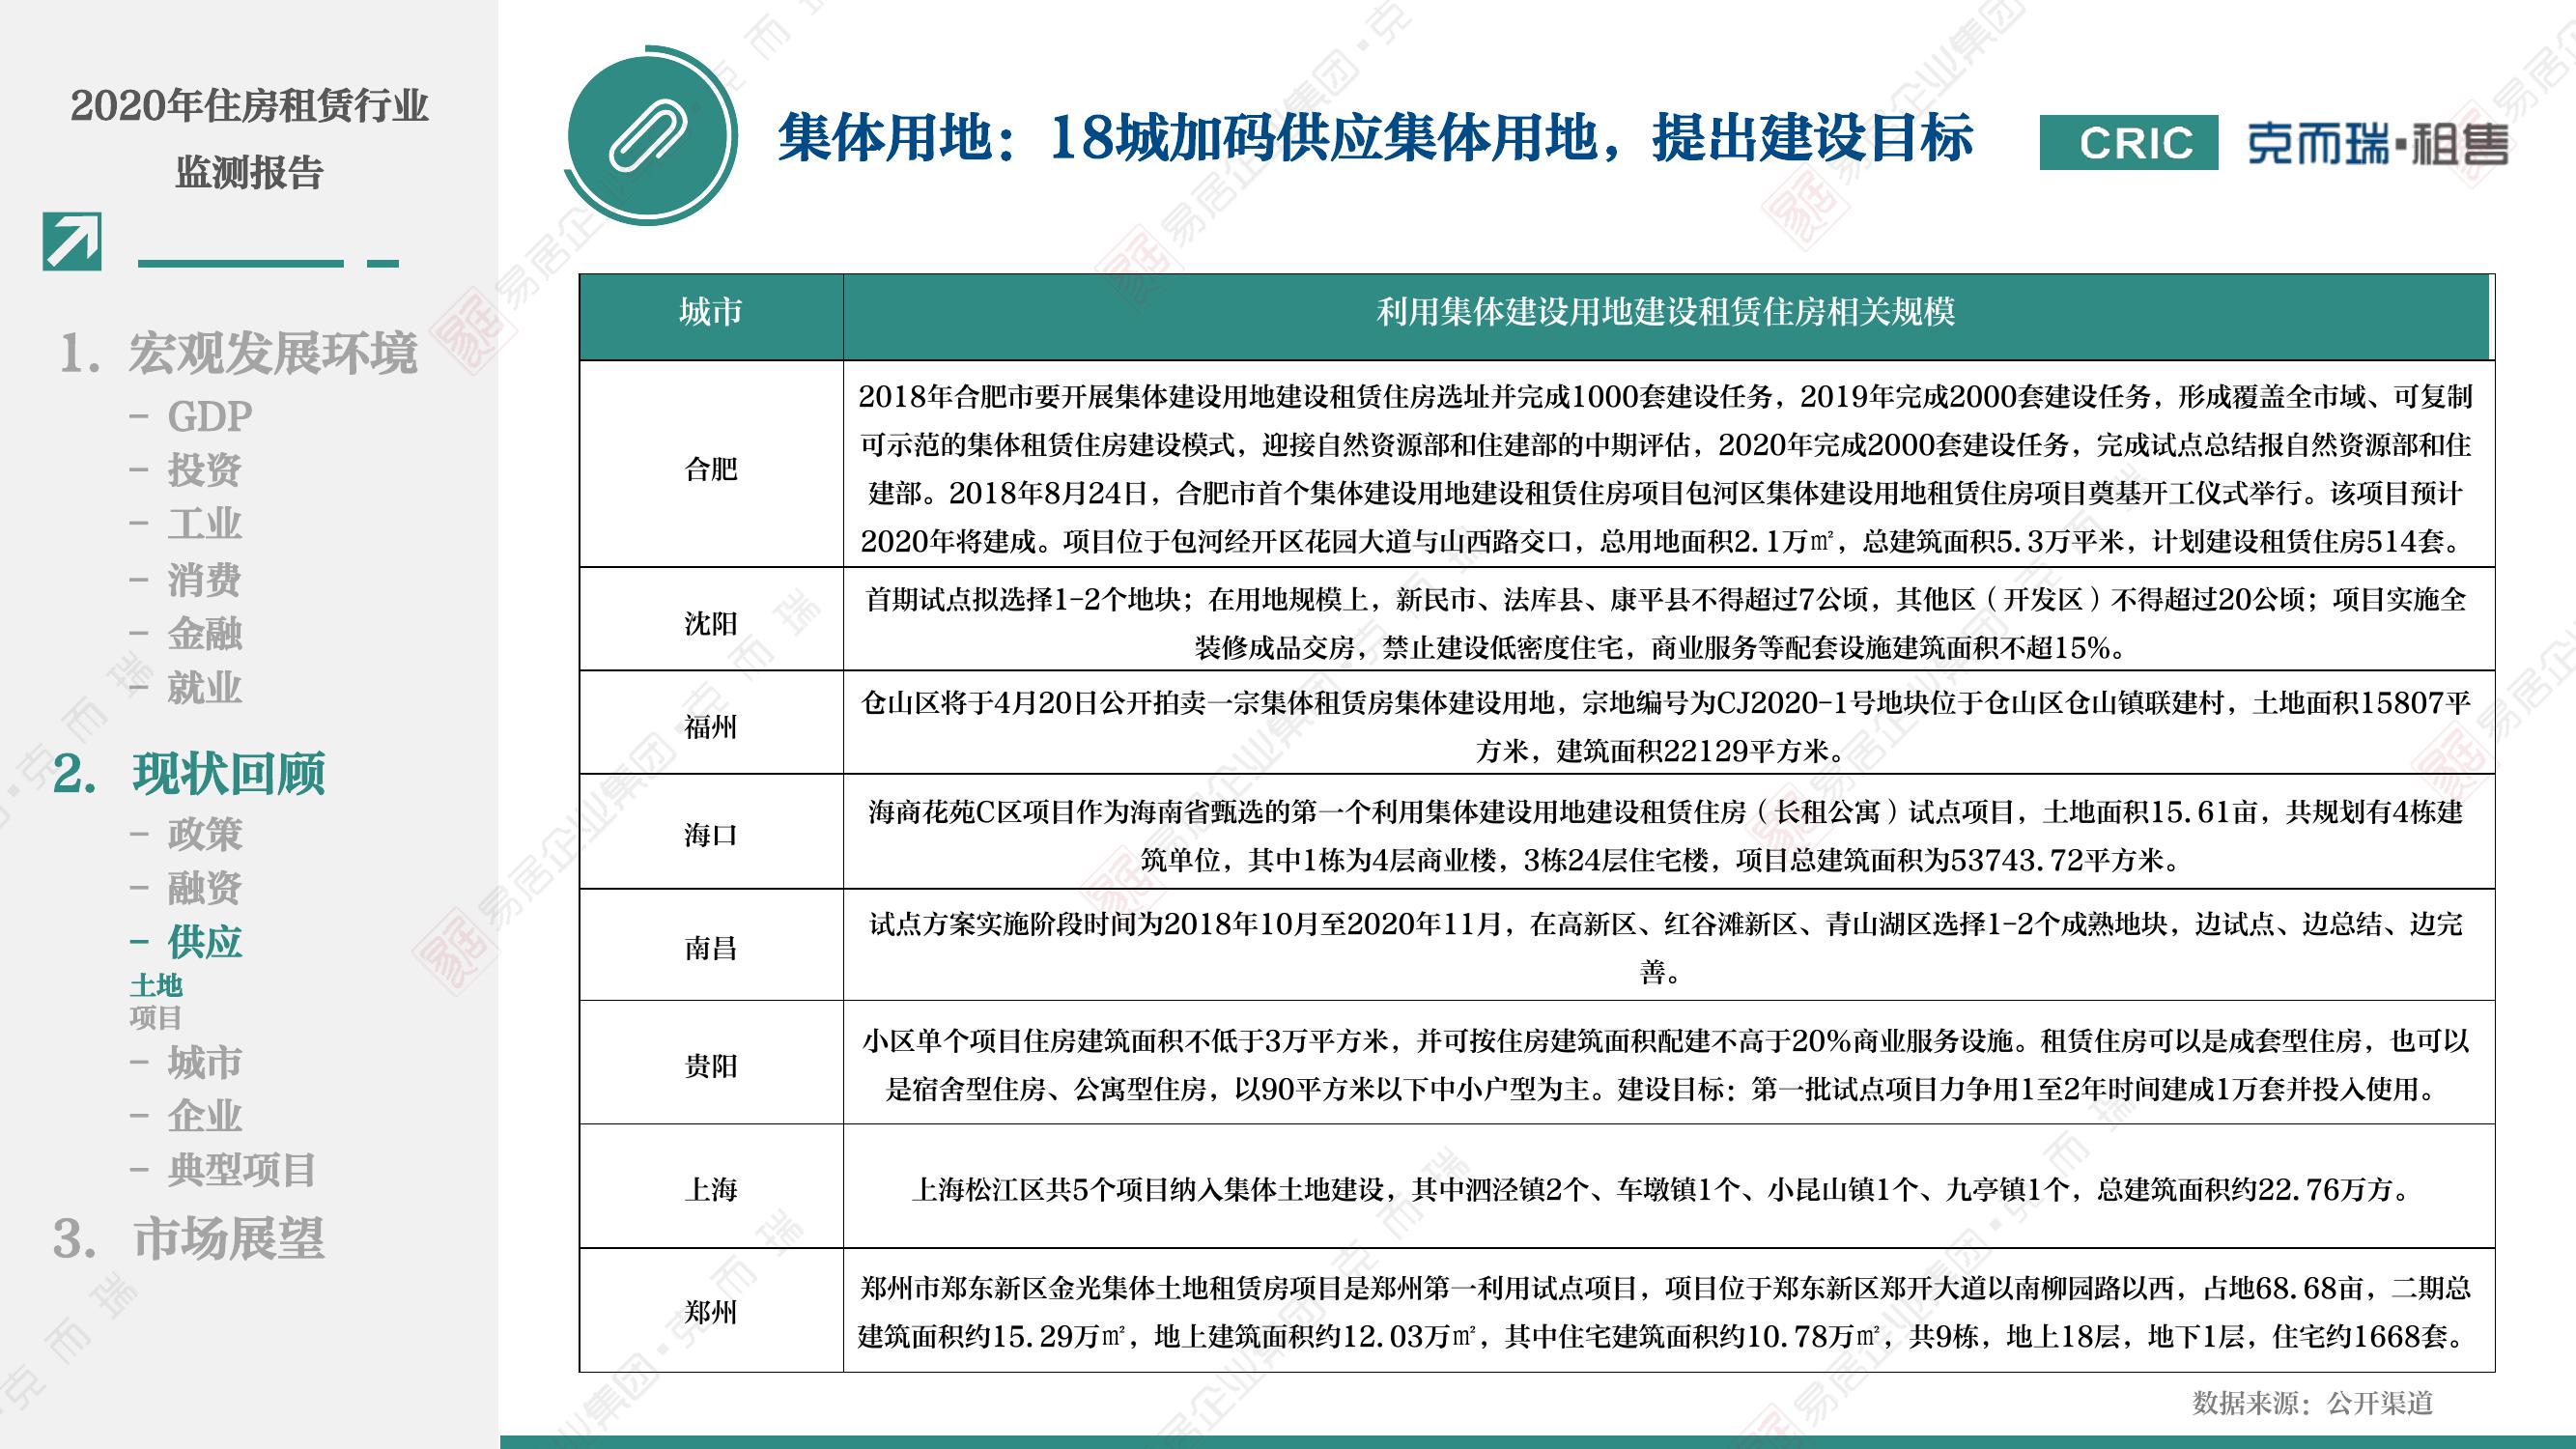 2020年住房租赁行业
监测报告
1. 宏观发展环境
– GDP
– 投资
– 工业
– 消费
– 金融
– 就业
2. 现状回顾
– 政策
– 融资
– 供应
土地
项目
– 城市
– 企业
– 典型项目
3. 市场展望
集体用地：18城加码供应集体用地，提出建设目标
CRIC 克而瑞·租售
城市 利用集体建设用地建设租赁住房相关规模
合肥
2018年合肥市要开展集体建设用地建设租赁住房选址并完成1000套建设任务，2019年完成2000套建设任务，形成覆盖全市域、可复制
可示范的集体租赁住房建设模式，迎接自然资源部和住建部的中期评估，2020年完成2000套建设任务，完成试点总结报自然资源部和住
建部。2018年8月24日，合肥市首个集体建设用地建设租赁住房项目包河区集体建设用地租赁住房项目奠基开工仪式举行。该项目预计
2020年将建成。项目位于包河经开区花园大道与山西路交口，总用地面积2.1万㎡，总建筑面积5.3万平米，计划建设租赁住房514套。
沈阳
首期试点拟选择1-2个地块；在用地规模上，新民市、法库县、康平县不得超过7公顷，其他区（开发区）不得超过20公顷；项目实施全
装修成品交房，禁止建设低密度住宅，商业服务等配套设施建筑面积不超15%。
福州
仓山区将于4月20日公开拍卖一宗集体租赁房集体建设用地，宗地编号为CJ2020-1号地块位于仓山区仓山镇联建村，土地面积15807平
方米，建筑面积22129平方米。
海口
海商花苑C区项目作为海南省甄选的第一个利用集体建设用地建设租赁住房（长租公寓）试点项目，土地面积15.61亩，共规划有4栋建
筑单位，其中1栋为4层商业楼，3栋24层住宅楼，项目总建筑面积为53743.72平方米。
南昌
试点方案实施阶段时间为2018年10月至2020年11月，在高新区、红谷滩新区、青山湖区选择1-2个成熟地块，边试点、边总结、边完
善。
贵阳
小区单个项目住房建筑面积不低于3万平方米，并可按住房建筑面积配建不高于20%商业服务设施。租赁住房可以是成套型住房，也可以
是宿舍型住房、公寓型住房，以90平方米以下中小户型为主。建设目标：第一批试点项目力争用1至2年时间建成1万套并投入使用。
上海
上海松江区共5个项目纳入集体土地建设，其中泗泾镇2个、车墩镇1个、小昆山镇1个、九亭镇1个，总建筑面积约22.76万方。
郑州
郑州市郑东新区金光集体土地租赁房项目是郑州第一利用试点项目，项目位于郑东新区郑开大道以南柳园路以西，占地68.68亩，二期总
建筑面积约15.29万㎡，地上建筑面积约12.03万㎡，其中住宅建筑面积约10.78万㎡，共9栋，地上18层，地下1层，住宅约1668套。
数据来源：公开渠道
易居企业集团·克而瑞